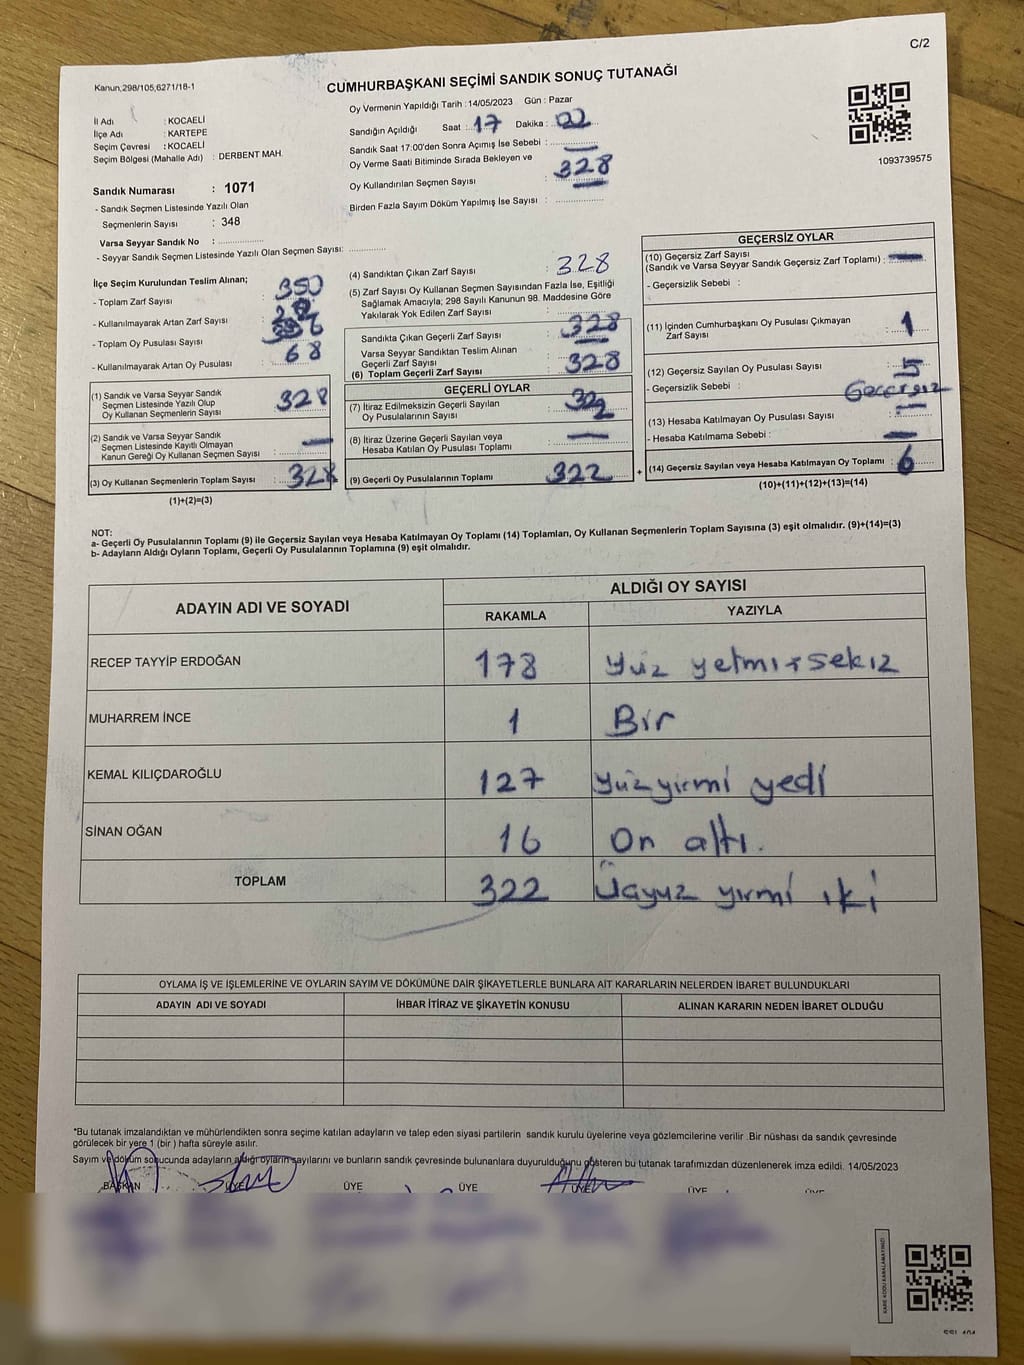 C/2
Kanun,298/105,6271/18-1
CUMHURBAŞKANI SEÇİMİ SANDIK SONUÇ TUTANAĞI
İl Adı : KOCAELİ
İlçe Adı : KARTEPE
Seçim Çevresi : KOCAELİ
Seçim Bölgesi (Mahalle Adı) : DERBENT MAH.
Sandık Numarası : 1071
- Sandık Seçmen Listesinde Yazılı Olan
Seçmenlerin Sayısı : 348
Varsa Seyyar Sandık No :
- Seyyar Sandık Seçmen Listesinde Yazılı Olan Seçmen Sayısı:
Oy Vermenin Yapıldığı Tarih : 14/05/2023 Gün : Pazar
Sandığın Açıldığı Saat : 17 Dakika : 02
Sandık Saat 17:00'den Sonra Açımış İse Sebebi : —
Oy Verme Saati Bitiminde Sırada Bekleyen ve
Oy Kullandırılan Seçmen Sayısı : 328
Birden Fazla Sayım Döküm Yapılmış İse Sayısı :
1093739575
İlçe Seçim Kurulundan Teslim Alınan;
- Toplam Zarf Sayısı : 350
- Kullanılmayarak Artan Zarf Sayısı :
- Toplam Oy Pusulası Sayısı :
- Kullanılmayarak Artan Oy Pusulası : 68
(1) Sandık ve Varsa Seyyar Sandık
Seçmen Listesinde Yazılı Olup
Oy Kullanan Seçmenlerin Sayısı : 328
(2) Sandık ve Varsa Seyyar Sandık
Seçmen Listesinde Kayıtlı Olmayan
Kanun Gereği Oy Kullanan Seçmen Sayısı : —
(3) Oy Kullanan Seçmenlerin Toplam Sayısı : 328
(1)+(2)=(3)
(4) Sandıktan Çıkan Zarf Sayısı : 328
(5) Zarf Sayısı Oy Kullanan Seçmen Sayısından Fazla İse, Eşitliği
Sağlamak Amacıyla; 298 Sayılı Kanunun 98. Maddesine Göre
Yakılarak Yok Edilen Zarf Sayısı :
Sandıkta Çıkan Geçerli Zarf Sayısı : 328
Varsa Seyyar Sandıktan Teslim Alınan
Geçerli Zarf Sayısı : —
(6) Toplam Geçerli Zarf Sayısı : 328
GEÇERLİ OYLAR
(7) İtiraz Edilmeksizin Geçerli Sayılan
Oy Pusulalarının Sayısı :
(8) İtiraz Üzerine Geçerli Sayılan veya
Hesaba Katılan Oy Pusulası Toplamı : —
(9) Geçerli Oy Pusulalarının Toplamı : 322
+
GEÇERSİZ OYLAR
(10) Geçersiz Zarf Sayısı
(Sandık ve Varsa Seyyar Sandık Geçersiz Zarf Toplamı) : —
- Geçersizlik Sebebi :
(11) İçinden Cumhurbaşkanı Oy Pusulası Çıkmayan
Zarf Sayısı : 1
(12) Geçersiz Sayılan Oy Pusulası Sayısı : 5
- Geçersizlik Sebebi : Geçersiz
(13) Hesaba Katılmayan Oy Pusulası Sayısı : —
- Hesaba Katılmama Sebebi : —
(14) Geçersiz Sayılan veya Hesaba Katılmayan Oy Toplamı : 6
(10)+(11)+(12)+(13)=(14)
NOT:
a- Geçerli Oy Pusulalarının Toplamı (9) ile Geçersiz Sayılan veya Hesaba Katılmayan Oy Toplamı (14) Toplamları, Oy Kullanan Seçmenlerin Toplam Sayısına (3) eşit olmalıdır. (9)+(14)=(3)
b- Adayların Aldığı Oyların Toplamı, Geçerli Oy Pusulalarının Toplamına (9) eşit olmalıdır.
ADAYIN ADI VE SOYADI ALDIĞI OY SAYISI
RAKAMLA YAZIYLA
RECEP TAYYİP ERDOĞAN 178 Yüz yetmiş sekiz
MUHARREM İNCE 1 Bir
KEMAL KILIÇDAROĞLU 127 Yüz yirmi yedi
SİNAN OĞAN 16 On altı.
TOPLAM 322 Üçyüz yirmi iki
OYLAMA İŞ VE İŞLEMLERİNE VE OYLARIN SAYIM VE DÖKÜMÜNE DAİR ŞİKAYETLERLE BUNLARA AİT KARARLARIN NELERDEN İBARET BULUNDUKLARI
ADAYIN ADI VE SOYADI İHBAR İTİRAZ VE ŞİKAYETİN KONUSU ALINAN KARARIN NEDEN İBARET OLDUĞU
*Bu tutanak imzalandıktan ve mühürlendikten sonra seçime katılan adayların ve talep eden siyasi partilerin sandık kurulu üyelerine veya gözlemcilerine verilir .Bir nüshası da sandık çevresinde
görülecek bir yere 1 (bir ) hafta süreyle asılır.
Sayım ve döküm sonucunda adayların aldığı oyların sayılarını ve bunların sandık çevresinde bulunanlara duyurulduğunu gösteren bu tutanak tarafımızdan düzenlenerek imza edildi. 14/05/2023
BAŞKAN ÜYE ÜYE ÜYE ÜYE ÜYE ÜYE
KARE KODU KARALAMAYINIZ!